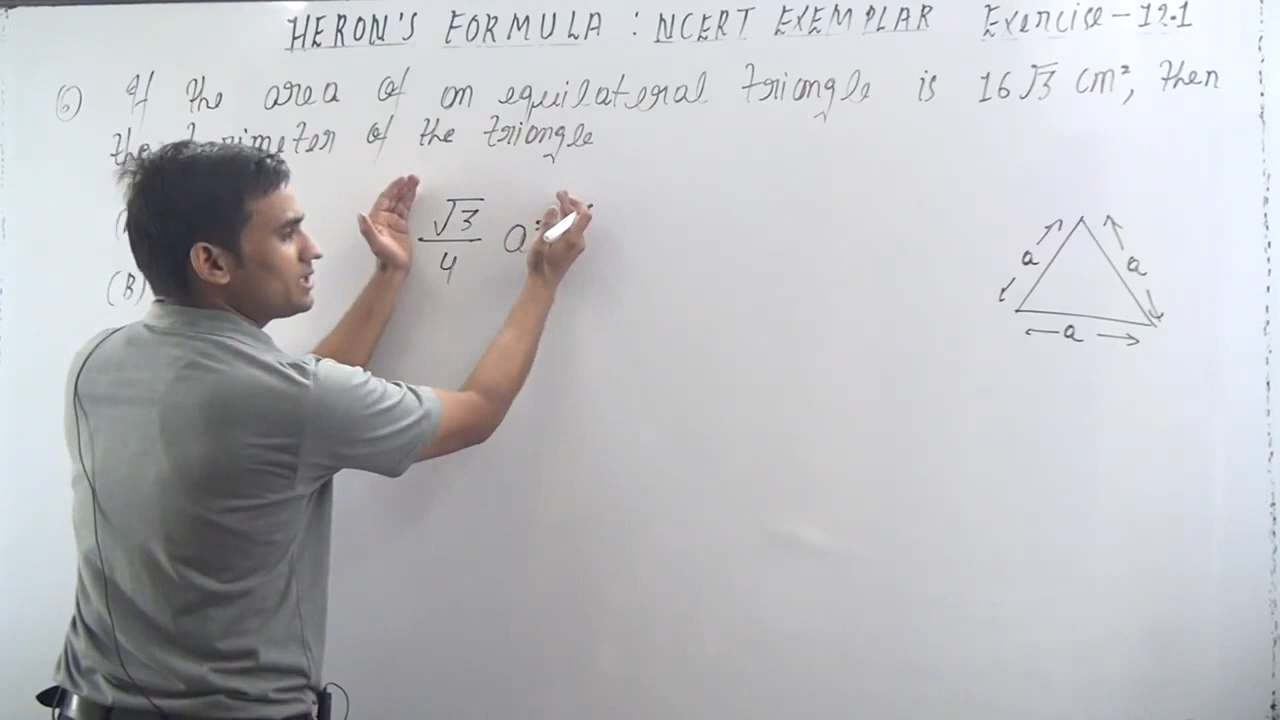 HERON'S FORMULA : NCERT EXEMPLAR Exercise-12.1
6) If the area of an equilateral triangle is 16√3 cm², then
the perimeter of the triangle
√3
4
a
(B)
a
a
a